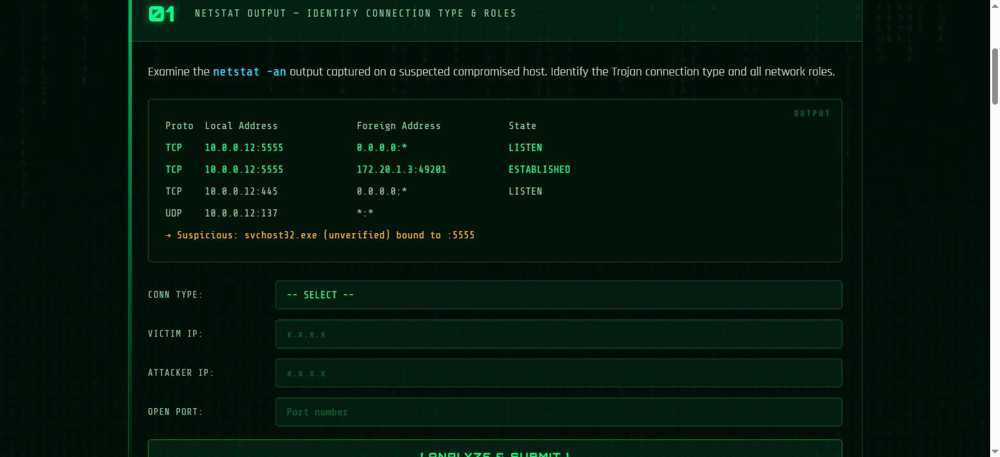 01 NETSTAT OUTPUT — IDENTIFY CONNECTION TYPE & ROLES
Examine the netstat -an output captured on a suspected compromised host. Identify the Trojan connection type and all network roles.
OUTPUT
Proto Local Address Foreign Address State
TCP 10.0.0.12:5555 0.0.0.0:* LISTEN
TCP 10.0.0.12:5555 172.20.1.3:49201 ESTABLISHED
TCP 10.0.0.12:445 0.0.0.0:* LISTEN
UDP 10.0.0.12:137 *:*
→ Suspicious: svchost32.exe (unverified) bound to :5555
CONN TYPE: -- SELECT --
VICTIM IP: x.x.x.x
ATTACKER IP: x.x.x.x
OPEN PORT: Port number
[ ANALYZE & SUBMIT ]